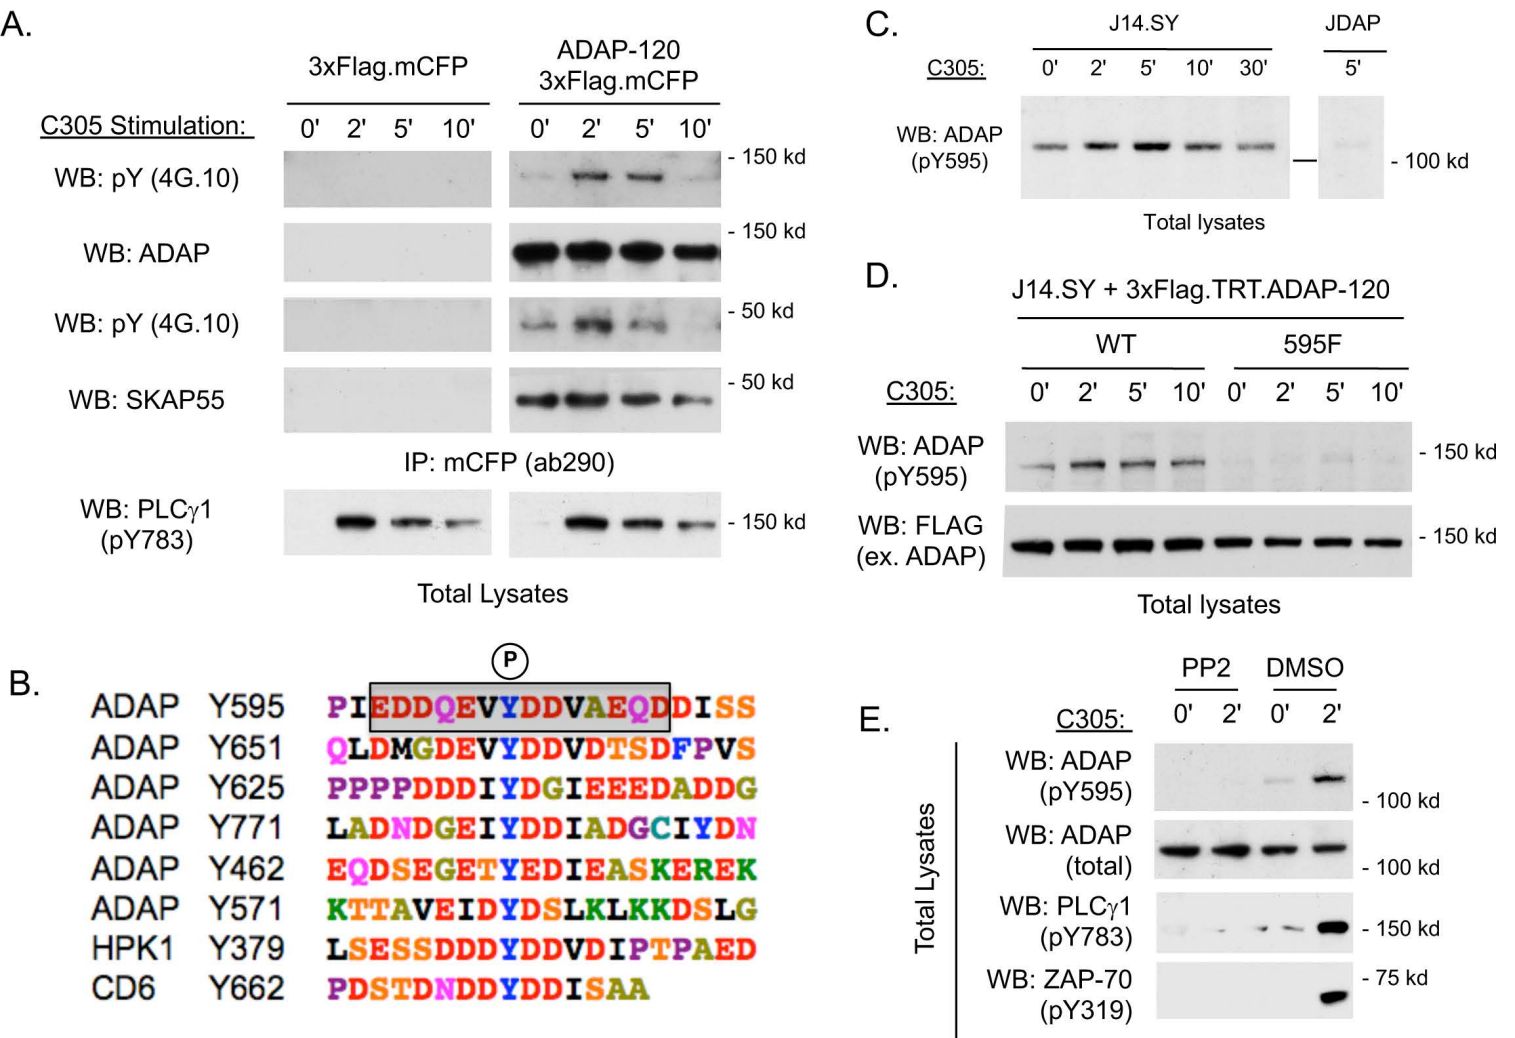 A.
3xFlag.mCFP
ADAP-120
3xFlag.mCFP
C305 Stimulation: 0' 2' 5' 10' 0' 2' 5' 10'
WB: pY (4G.10) - 150 kd
WB: ADAP - 150 kd
WB: pY (4G.10) - 50 kd
WB: SKAP55 - 50 kd
IP: mCFP (ab290)
WB: PLCγ1
(pY783) - 150 kd
Total Lysates
B.
P
ADAP Y595 PIEDDQEVYDDVAEQDDISS
ADAP Y651 QLDMGDEVYDDVDTSDFPVS
ADAP Y625 PPPPDDDIYDGIEEEDADDG
ADAP Y771 LADNDGEIYDDIADGCIYDN
ADAP Y462 EQDSEGETYEDIEASKEREK
ADAP Y571 KTTAVEIDYDSLKLKKDSLG
HPK1 Y379 LSESSDDDYDDVDIPTPAED
CD6 Y662 PDSTDNDDYDDISAA
C.
J14.SY JDAP
C305: 0' 2' 5' 10' 30' 5'
WB: ADAP
(pY595) - 100 kd
Total lysates
D.
J14.SY + 3xFlag.TRT.ADAP-120
WT 595F
C305: 0' 2' 5' 10' 0' 2' 5' 10'
WB: ADAP
(pY595) - 150 kd
WB: FLAG
(ex. ADAP) - 150 kd
Total lysates
E.
PP2 DMSO
C305: 0' 2' 0' 2'
Total Lysates
WB: ADAP
(pY595) - 100 kd
WB: ADAP
(total) - 100 kd
WB: PLCγ1
(pY783) - 150 kd
WB: ZAP-70 - 75 kd
(pY319)